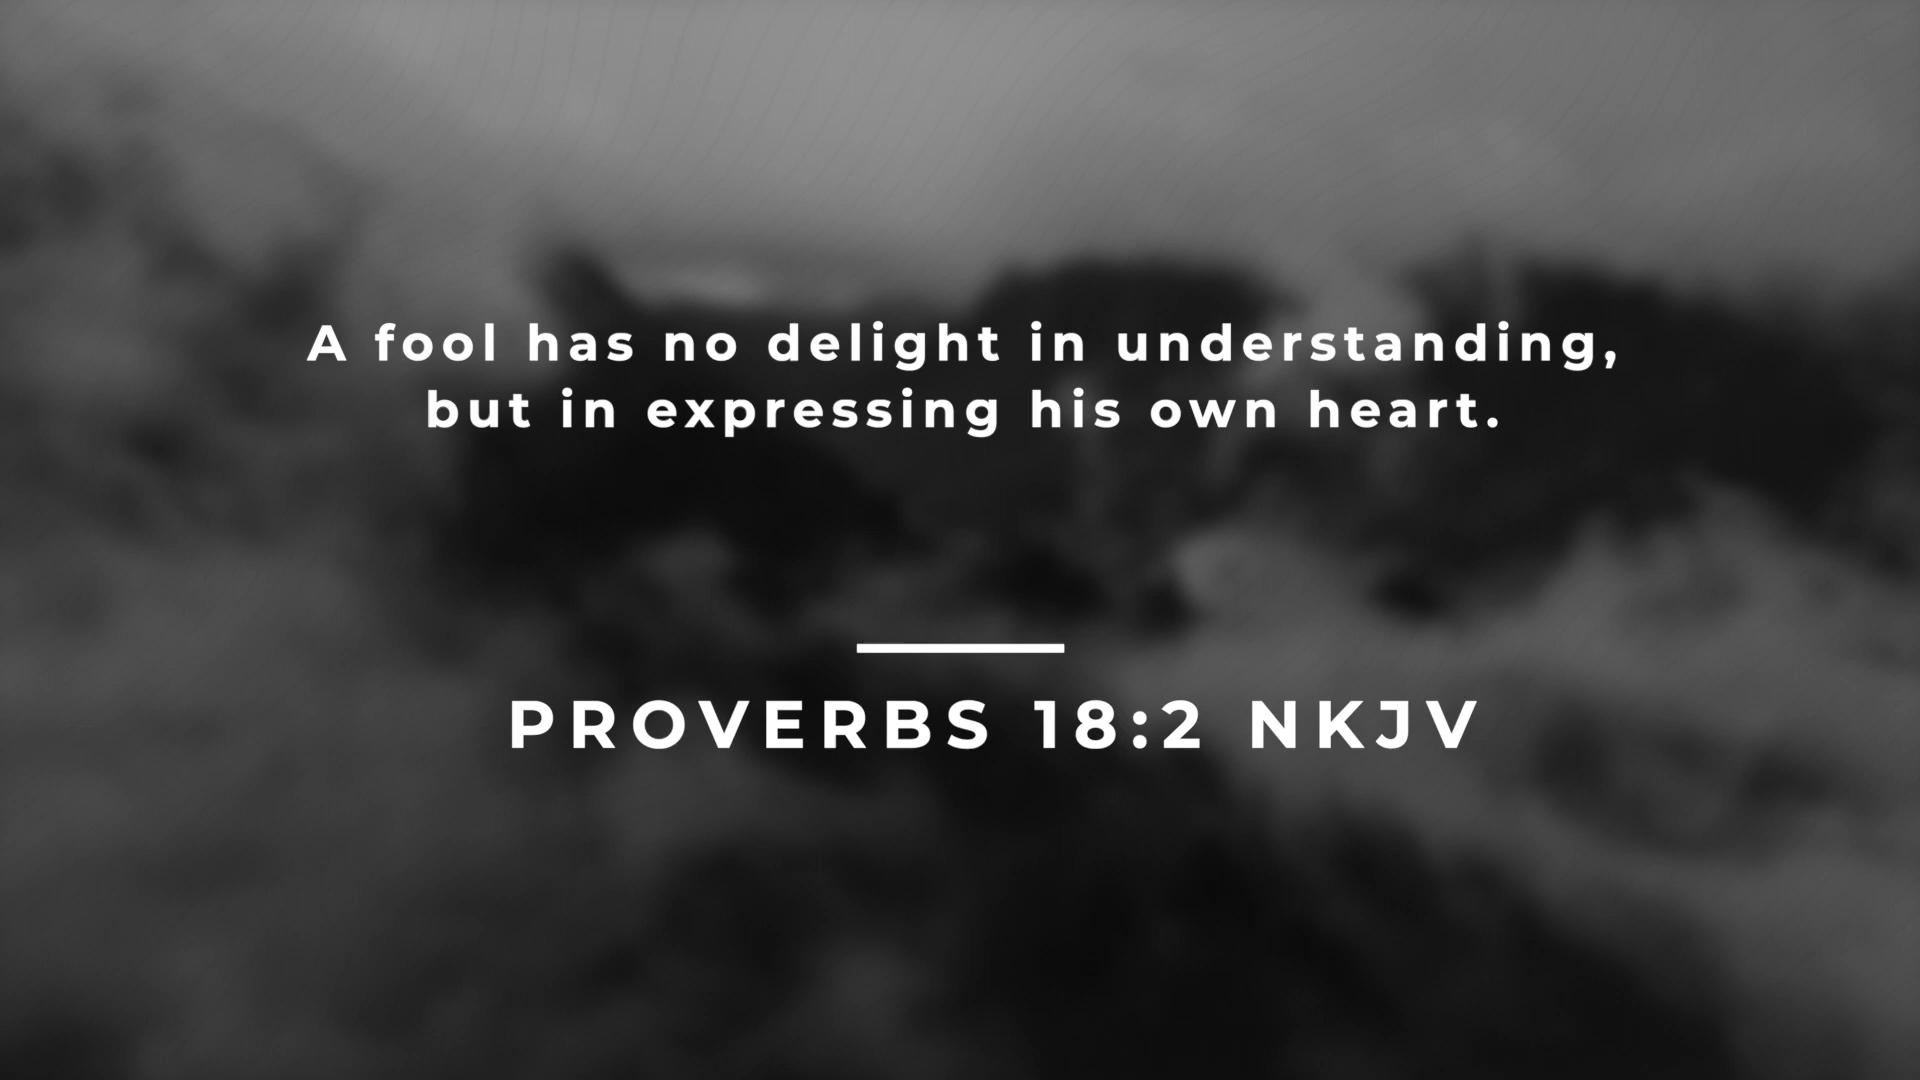 A fool has no delight in understanding,
but in expressing his own heart.
PROVERBS 18:2 NKJV